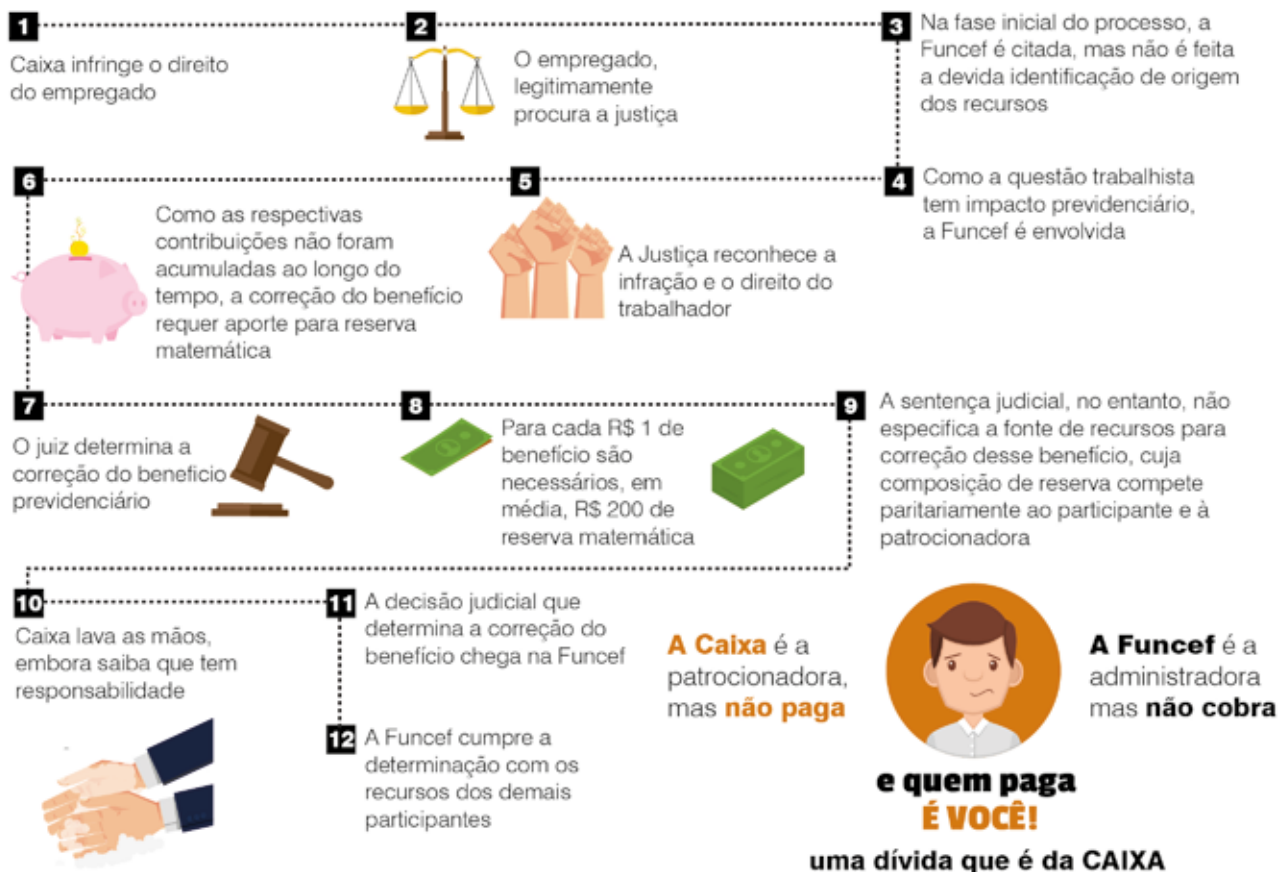 1
Caixa infringe o direito
do empregado
2
O empregado,
legitimamente
procura a justiça
3
Na fase inicial do processo, a
Funcef é citada, mas não é feita
a devida identificação de origem
dos recursos
4
Como a questão trabalhista
tem impacto previdenciário,
a Funcef é envolvida
5
A Justiça reconhece a
infração e o direito do
trabalhador
6
Como as respectivas
contribuições não foram
acumuladas ao longo do
tempo, a correção do benefício
requer aporte para reserva
matemática
7
O juiz determina a
correção do beneficio
previdenciário
8
Para cada R$ 1 de
benefício são
necessários, em
média, R$ 200 de
reserva matemática
9
A sentença judicial, no entanto, não
especifica a fonte de recursos para
correção desse benefício, cuja
composição de reserva compete
paritariamente ao participante e à
patrocionadora
10
Caixa lava as mãos,
embora saiba que tem
responsabilidade
11
A decisão judicial que
determina a correção do
benefício chega na Funcef
12
A Funcef cumpre a
determinação com os
recursos dos demais
participantes
A Caixa é a
patrocionadora,
mas não paga
A Funcef é a
administradora
mas não cobra
e quem paga
É VOCÊ!
uma dívida que é da CAIXA